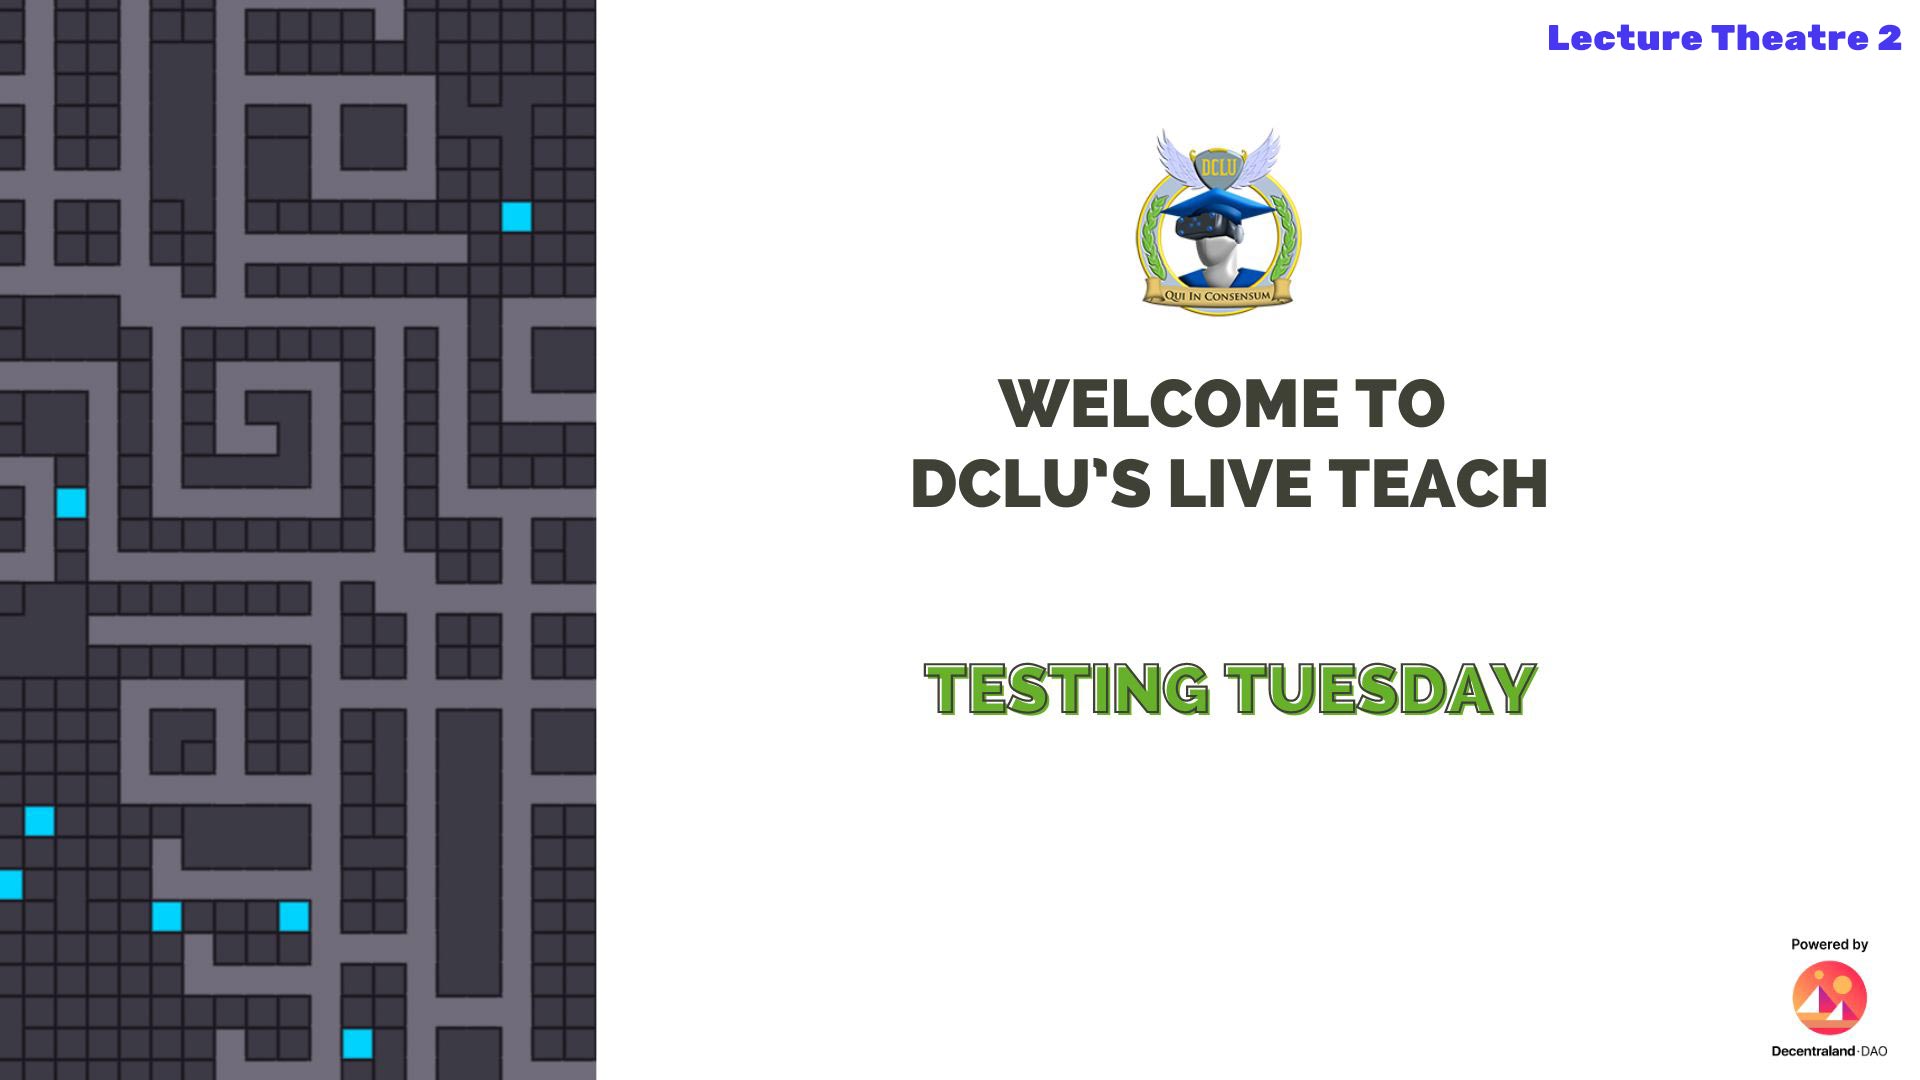 Lecture Theatre 2
DCLU
QUI IN CONSENSUM
WELCOME TO
DCLU'S LIVE TEACH
TESTING TUESDAY
Powered by
Decentraland·DAO